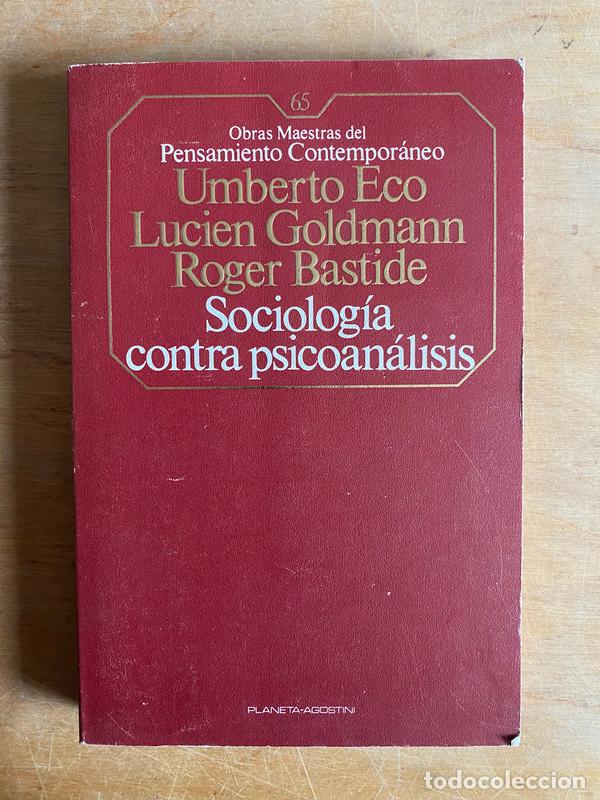 65
Obras Maestras del
Pensamiento Contemporáneo
Umberto Eco
Lucien Goldmann
Roger Bastide
Sociología
contra psicoanálisis
PLANETA-AGOSTINI
todocoleccion